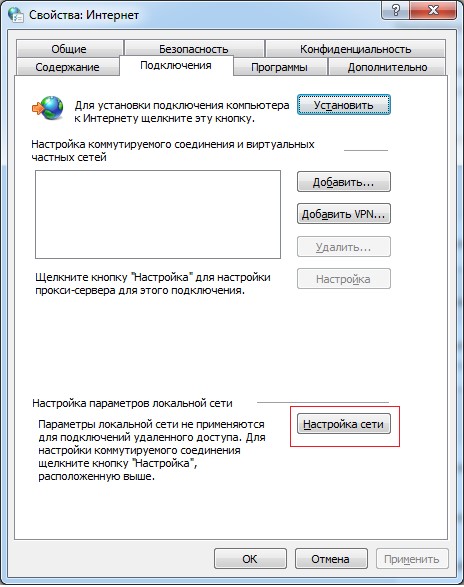 Свойства: Интернет
?
Общие
Безопасность
Конфиденциальность
Содержание
Подключения
Программы
Дополнительно
Для установки подключения компьютера
к Интернету щелкните эту кнопку.
Установить
Настройка коммутируемого соединения и виртуальных
частных сетей
Добавить...
Добавить VPN...
Удалить...
Щелкните кнопку "Настройка" для настройки
прокси-сервера для этого подключения.
Настройка
Настройка параметров локальной сети
Параметры локальной сети не применяются
для подключений удаленного доступа. Для
настройки коммутируемого соединения
щелкните кнопку "Настройка",
расположенную выше.
Настройка сети
ОК
Отмена
Применить